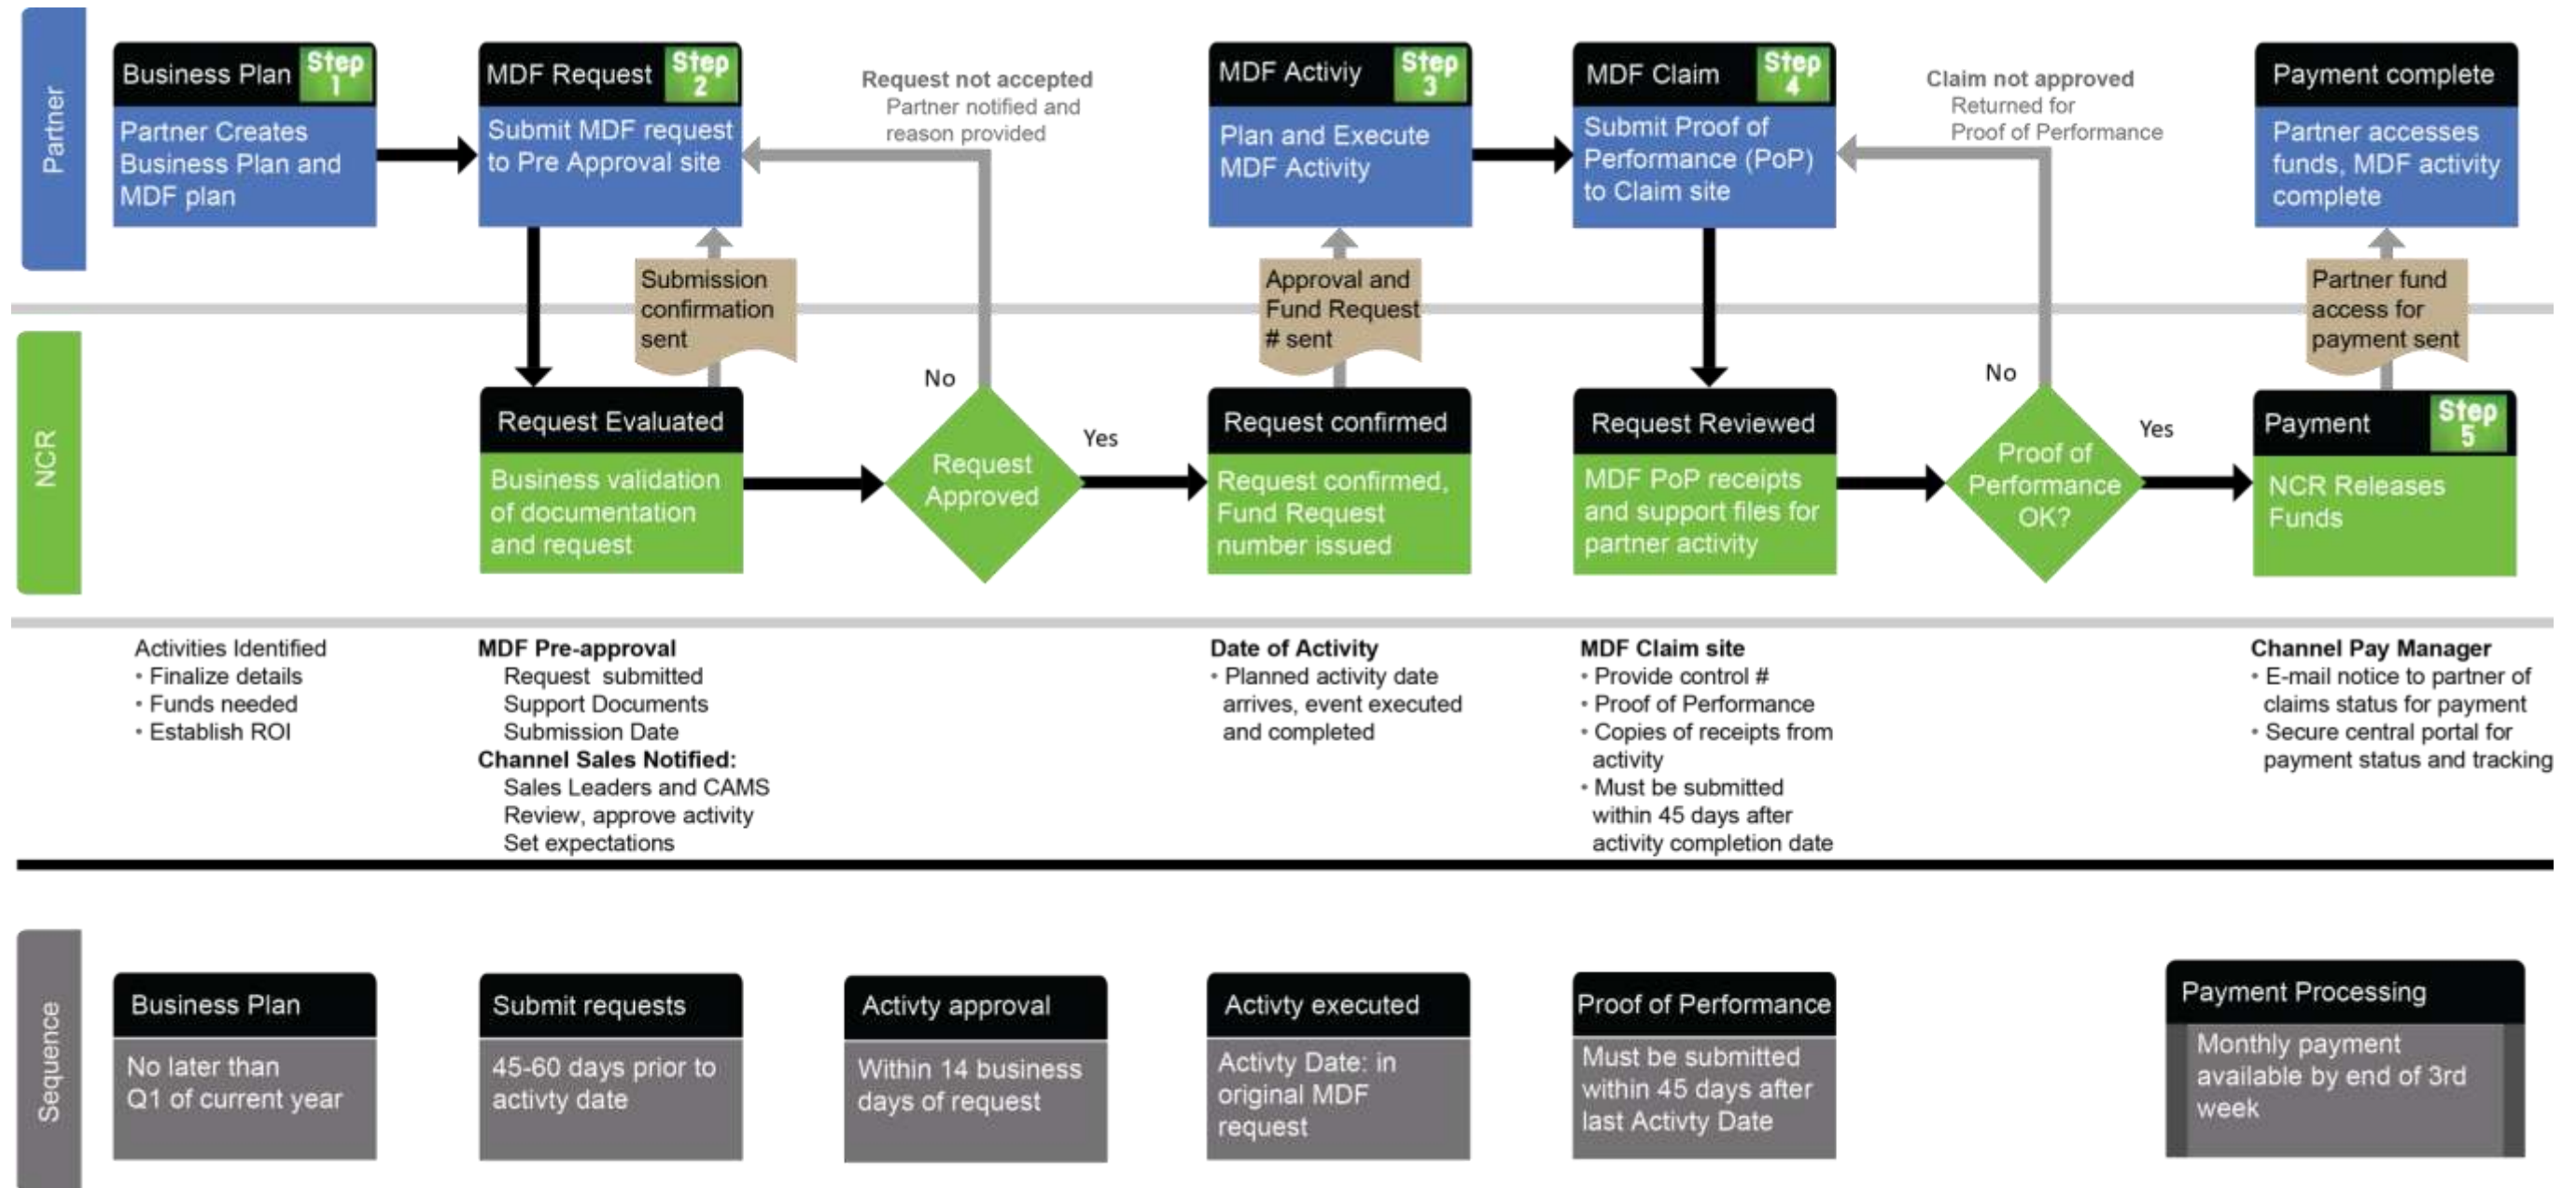 Partner
Business Plan
Step
1
Partner Creates
Business Plan and
MDF plan
MDF Request
Step
2
Submit MDF request
to Pre Approval site
Request not accepted
Partner notified and
reason provided
MDF Activiy
Step
3
Plan and Execute
MDF Activity
MDF Claim
Step
4
Submit Proof of
Performance (PoP)
to Claim site
Claim not approved
Returned for
Proof of Performance
Payment complete
Partner accesses
funds, MDF activity
complete
Submission
confirmation
sent
Approval and
Fund Request
# sent
Partner fund
access for
payment sent
NCR
Request Evaluated
Business validation
of documentation
and request
No
Request
Approved
Yes
Request confirmed
Request confirmed,
Fund Request
number issued
Request Reviewed
MDF PoP receipts
and support files for
partner activity
No
Proof of
Performance
OK?
Yes
Payment
Step
5
NCR Releases
Funds
Activities Identified
• Finalize details
• Funds needed
• Establish ROI
MDF Pre-approval
Request submitted
Support Documents
Submission Date
Channel Sales Notified:
Sales Leaders and CAMS
Review, approve activity
Set expectations
Date of Activity
• Planned activity date
arrives, event executed
and completed
MDF Claim site
• Provide control #
• Proof of Performance
• Copies of receipts from
activity
• Must be submitted
within 45 days after
activity completion date
Channel Pay Manager
• E-mail notice to partner of
claims status for payment
• Secure central portal for
payment status and tracking
Sequence
Business Plan
No later than
Q1 of current year
Submit requests
45-60 days prior to
activty date
Activty approval
Within 14 business
days of request
Activty executed
Activty Date: in
original MDF
request
Proof of Performance
Must be submitted
within 45 days after
last Activty Date
Payment Processing
Monthly payment
available by end of 3rd
week